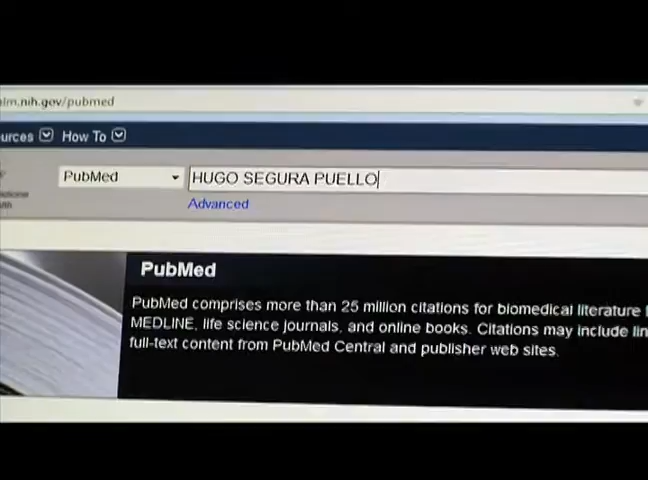 nlm.nih.gov/pubmed
urces How To
PubMed HUGO SEGURA PUELLO
Advanced
PubMed
PubMed comprises more than 25 million citations for biomedical literature
MEDLINE, life science journals, and online books. Citations may include
full-text content from PubMed Central and publisher web sites.